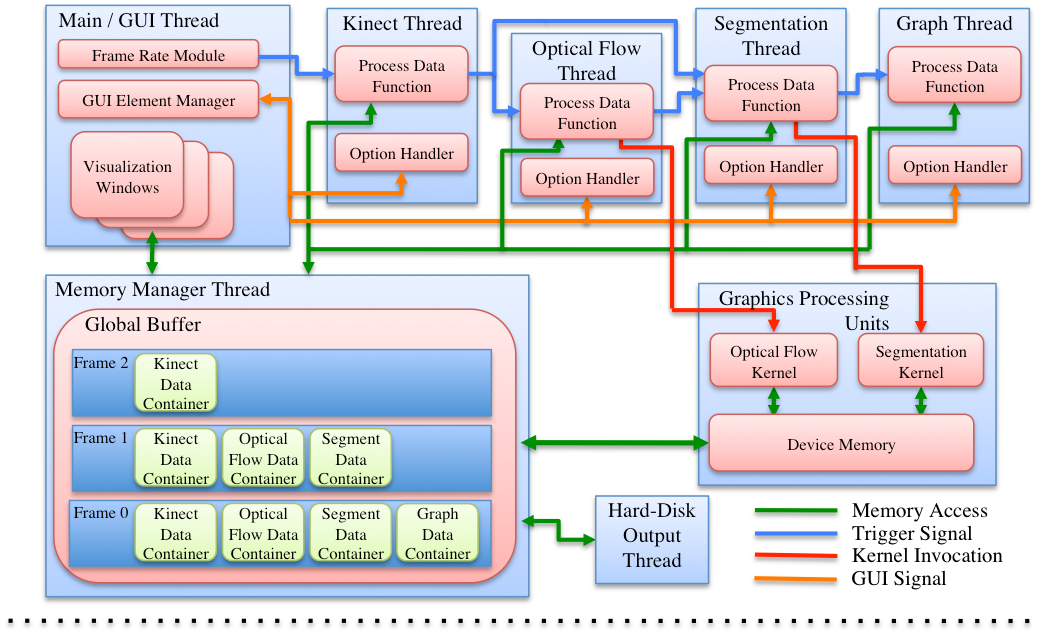 Main / GUI Thread
Frame Rate Module
GUI Element Manager
Visualization
Windows
Kinect Thread
Process Data
Function
Option Handler
Optical Flow
Thread
Process Data
Function
Option Handler
Segmentation
Thread
Process Data
Function
Option Handler
Graph Thread
Process Data
Function
Option Handler
Memory Manager Thread
Global Buffer
Frame 2
Kinect
Data
Container
Frame 1
Kinect
Data
Container
Optical
Flow Data
Container
Segment
Data
Container
Frame 0
Kinect
Data
Container
Optical
Flow Data
Container
Segment
Data
Container
Graph
Data
Container
Graphics Processing
Units
Optical Flow
Kernel
Segmentation
Kernel
Device Memory
Hard-Disk
Output
Thread
Memory Access
Trigger Signal
Kernel Invocation
GUI Signal